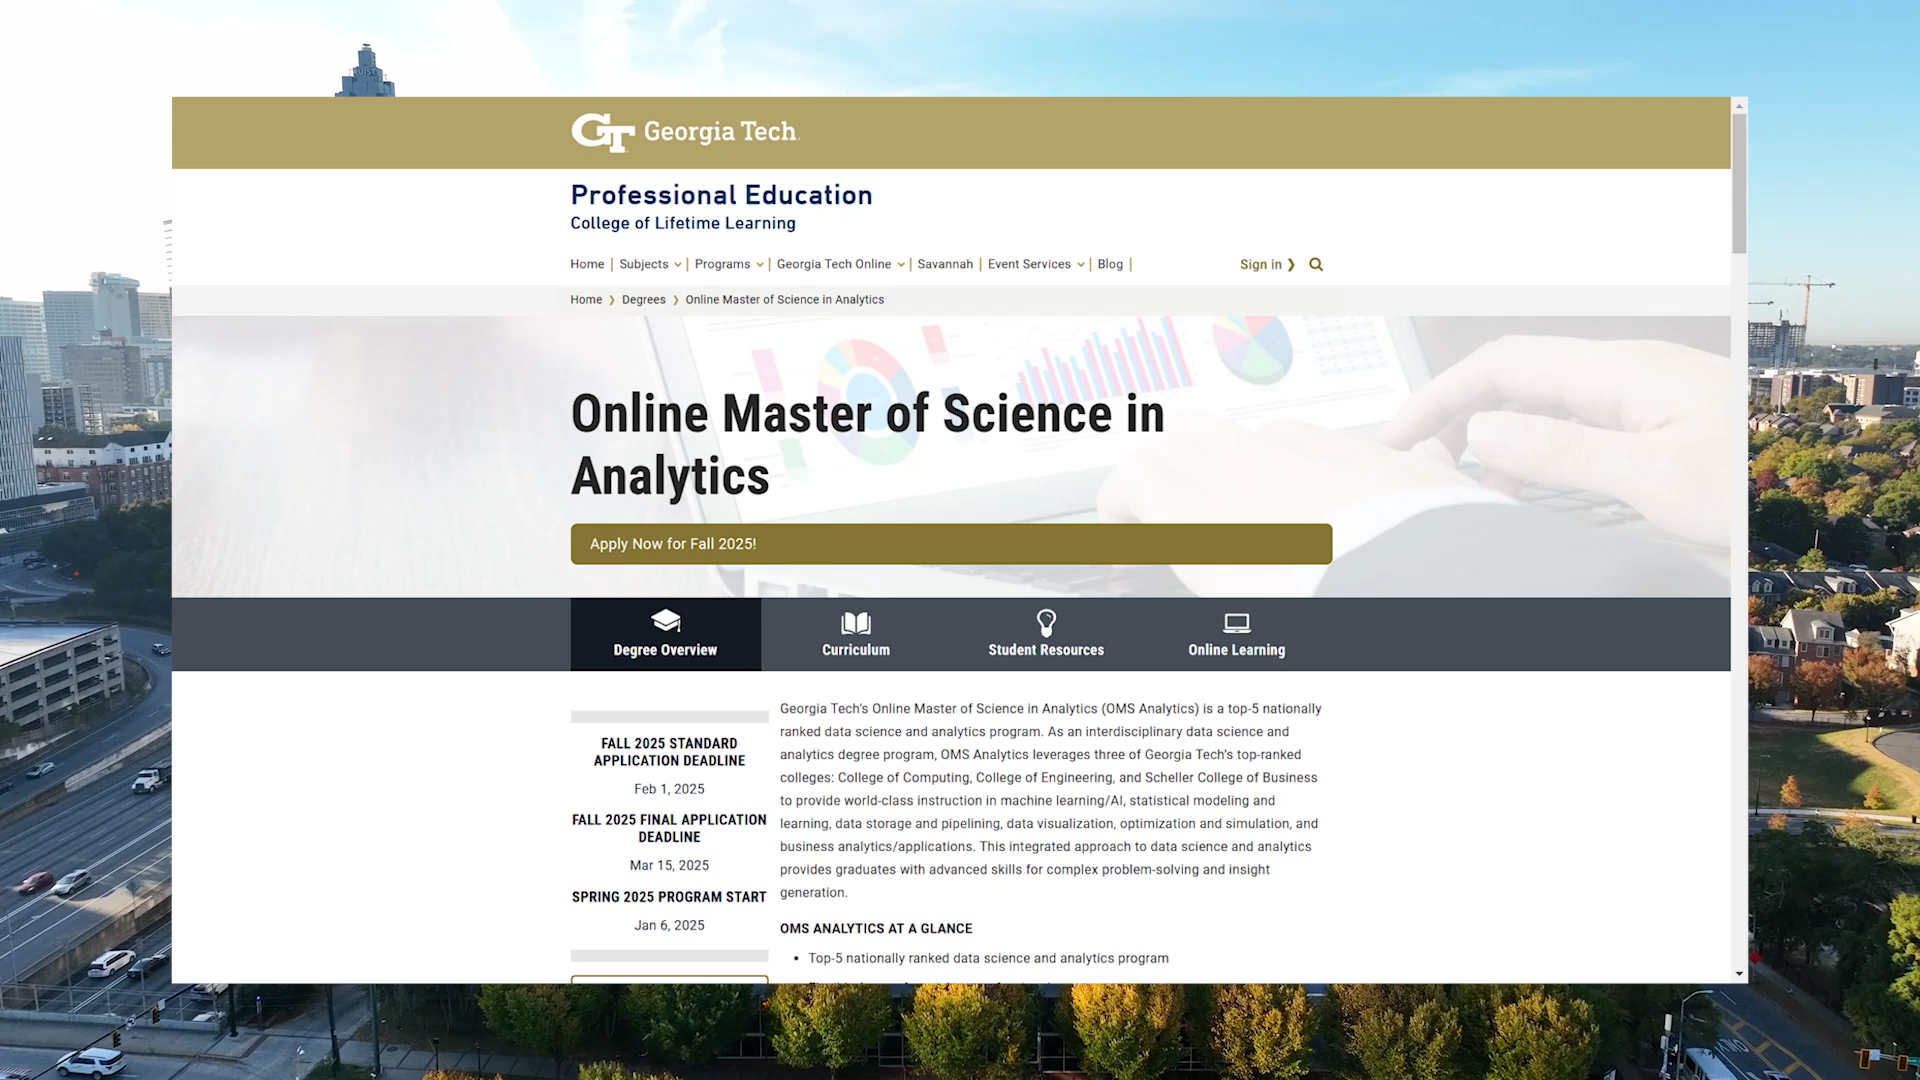 GT Georgia Tech.
Professional Education
College of Lifetime Learning
Home | Subjects | Programs | Georgia Tech Online | Savannah | Event Services | Blog |
Sign in ❯
Home ❯ Degrees ❯ Online Master of Science in Analytics
Online Master of Science in
Analytics
Apply Now for Fall 2025!
Degree Overview
Curriculum
Student Resources
Online Learning
FALL 2025 STANDARD
APPLICATION DEADLINE
Feb 1, 2025
FALL 2025 FINAL APPLICATION
DEADLINE
Mar 15, 2025
SPRING 2025 PROGRAM START
Jan 6, 2025
Georgia Tech's Online Master of Science in Analytics (OMS Analytics) is a top-5 nationally
ranked data science and analytics program. As an interdisciplinary data science and
analytics degree program, OMS Analytics leverages three of Georgia Tech's top-ranked
colleges: College of Computing, College of Engineering, and Scheller College of Business
to provide world-class instruction in machine learning/AI, statistical modeling and
learning, data storage and pipelining, data visualization, optimization and simulation, and
business analytics/applications. This integrated approach to data science and analytics
provides graduates with advanced skills for complex problem-solving and insight
generation.
OMS ANALYTICS AT A GLANCE
• Top-5 nationally ranked data science and analytics program